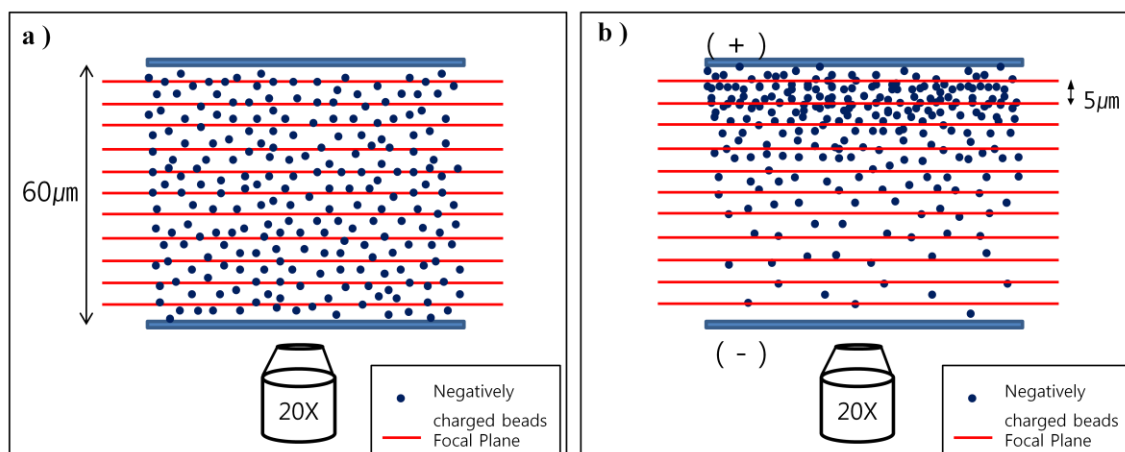 a )
60μm
20X
Negatively
charged beads
Focal Plane
b )
( + )
5μm
( - )
20X
Negatively
charged beads
Focal Plane